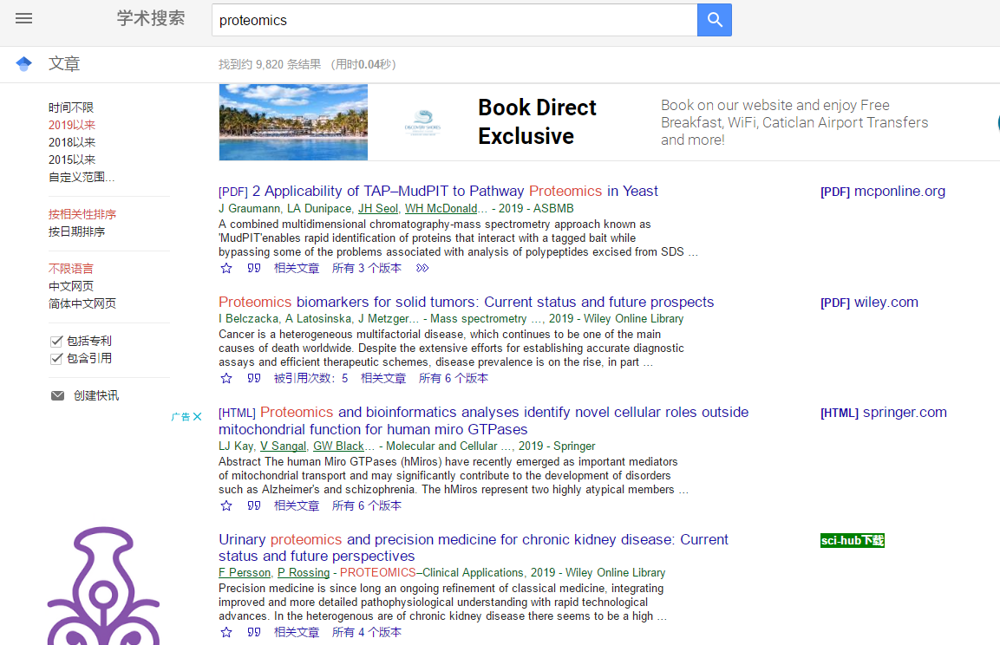 学术搜索
proteomics
文章
找到约 9,820 条结果 （用时0.04秒）
时间不限
2019以来
2018以来
2015以来
自定义范围...
按相关性排序
按日期排序
不限语言
中文网页
简体中文网页
包括专利
包含引用
创建快讯
广告
Book Direct
Exclusive
Book on our website and enjoy Free
Breakfast, WiFi, Caticlan Airport Transfers
and more!
DISCOVERY SHORES
[PDF] 2 Applicability of TAP–MudPIT to Pathway Proteomics in Yeast
[PDF] mcponline.org
J Graumann, LA Dunipace, JH Seol, WH McDonald… - 2019 - ASBMB
A combined multidimensional chromatography-mass spectrometry approach known as
'MudPIT'enables rapid identification of proteins that interact with a tagged bait while
bypassing some of the problems associated with analysis of polypeptides excised from SDS …
相关文章 所有 3 个版本
Proteomics biomarkers for solid tumors: Current status and future prospects
[PDF] wiley.com
I Belczacka, A Latosinska, J Metzger… - Mass spectrometry …, 2019 - Wiley Online Library
Cancer is a heterogeneous multifactorial disease, which continues to be one of the main
causes of death worldwide. Despite the extensive efforts for establishing accurate diagnostic
assays and efficient therapeutic schemes, disease prevalence is on the rise, in part …
被引用次数：5 相关文章 所有 6 个版本
[HTML] Proteomics and bioinformatics analyses identify novel cellular roles outside
mitochondrial function for human miro GTPases
[HTML] springer.com
LJ Kay, V Sangal, GW Black… - Molecular and Cellular …, 2019 - Springer
Abstract The human Miro GTPases (hMiros) have recently emerged as important mediators
of mitochondrial transport and may significantly contribute to the development of disorders
such as Alzheimer's and schizophrenia. The hMiros represent two highly atypical members …
相关文章 所有 6 个版本
Urinary proteomics and precision medicine for chronic kidney disease: Current
status and future perspectives
sci-hub下载
F Persson, P Rossing - PROTEOMICS–Clinical Applications, 2019 - Wiley Online Library
Precision medicine is since long an ongoing refinement of classical medicine, integrating
improved and more detailed pathophysiological understanding with rapid technological
advances. In the heterogenous are of chronic kidney disease there seems to be a high …
相关文章 所有 4 个版本